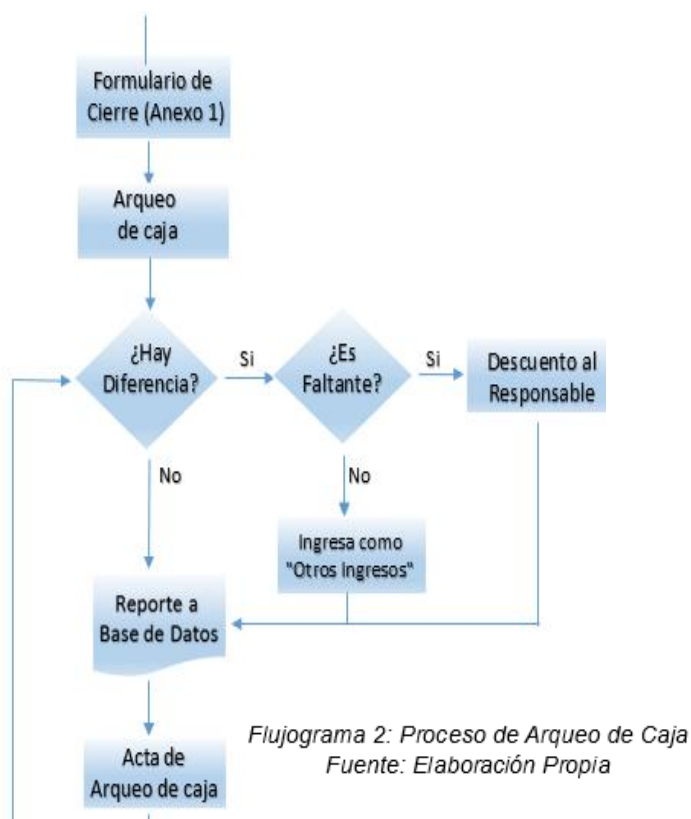 Formulario de
Cierre (Anexo 1)
Arqueo
de caja
¿Hay
Diferencia?
Si
¿Es
Faltante?
Si
Descuento al
Responsable
No
No
Ingresa como
"Otros Ingresos"
Reporte a
Base de Datos
Acta de
Arqueo de caja
Flujograma 2: Proceso de Arqueo de Caja
Fuente: Elaboración Propia